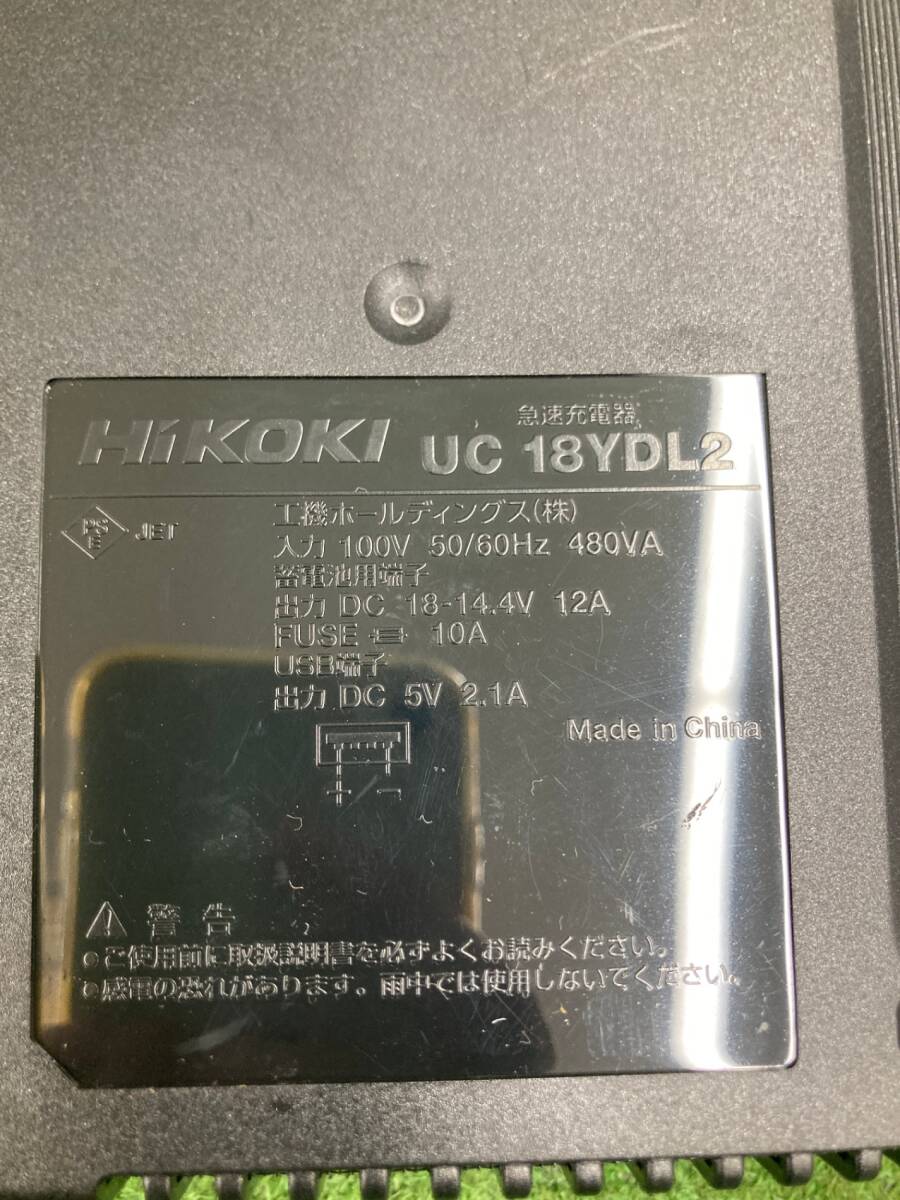 急速充電器
HiKOKI UC 18YDL2
PSE JET
工機ホールディングス(株)
入力 100V 50/60Hz 480VA
蓄電池用端子
出力 DC 18-14.4V 12A
FUSE 10A
USB端子
出力 DC 5V 2.1A
Made in China
+ -
警告
●ご使用前に取扱説明書を必ずよくお読みください。
●感電の恐れがあります。雨中では使用しないでください。